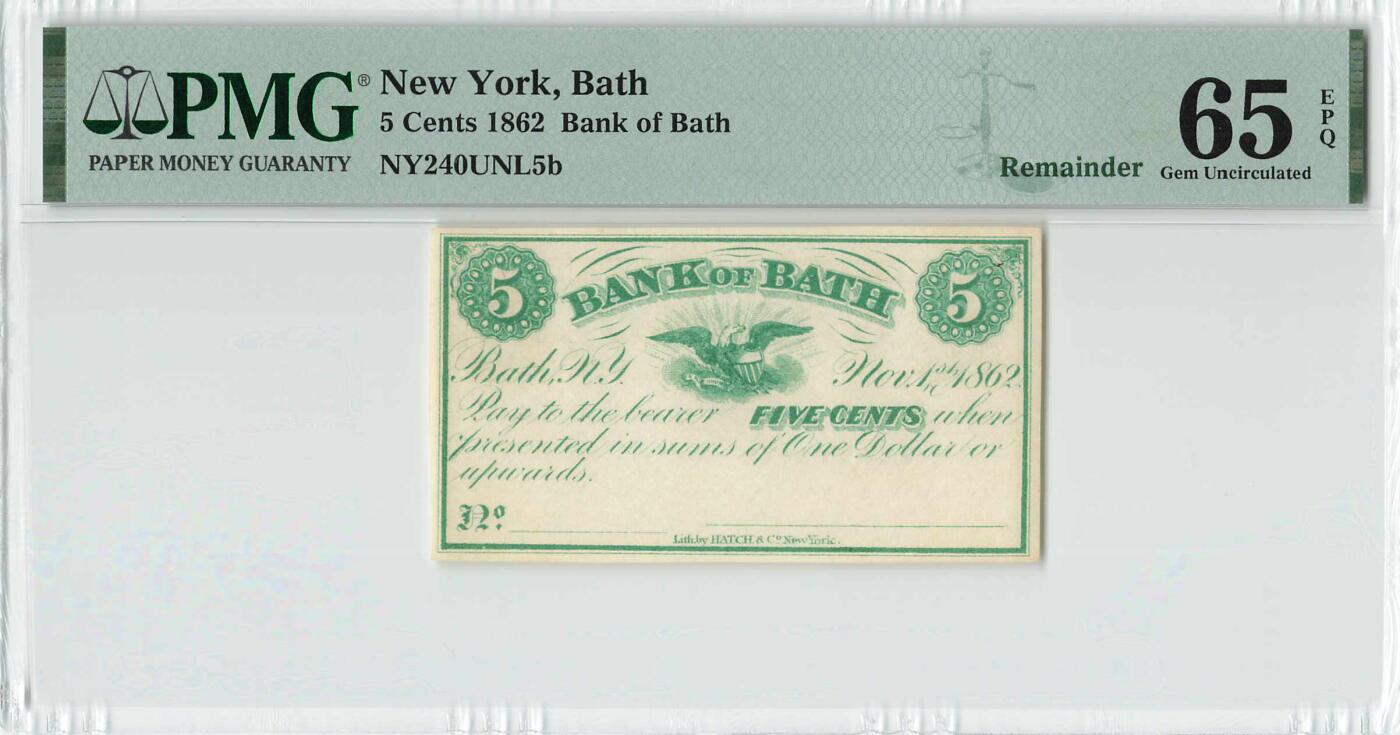 PMG®
PAPER MONEY GUARANTY
New York, Bath
5 Cents 1862 Bank of Bath
NY240UNL5b
Remainder
65
EPQ
Gem Uncirculated
5 BANK OF BATH 5
Bath, N.Y. Nov. 1st 1862.
Pay to the bearer FIVE CENTS when
presented in sums of One Dollar or
upwards.
No.
Lith. by HATCH & Co. New York.